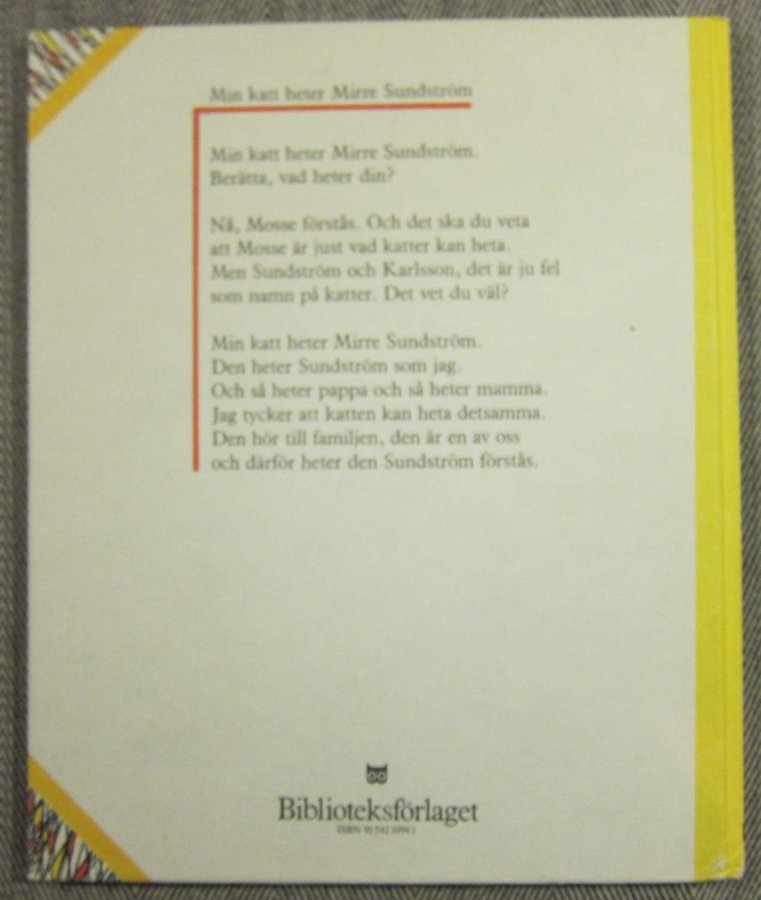 Min katt heter Mirre Sundström
Min katt heter Mirre Sundström.
Berätta, vad heter din?
Nå, Mosse förstås. Och det ska du veta
att Mosse är just vad katter kan heta.
Men Sundström och Karlsson, det är ju fel
som namn på katter. Det vet du väl?
Min katt heter Mirre Sundström.
Den heter Sundström som jag.
Och så heter pappa och så heter mamma.
Jag tycker att katten kan heta detsamma.
Den hör till familjen, den är en av oss
och därför heter den Sundström förstås.
Biblioteksförlaget
ISBN